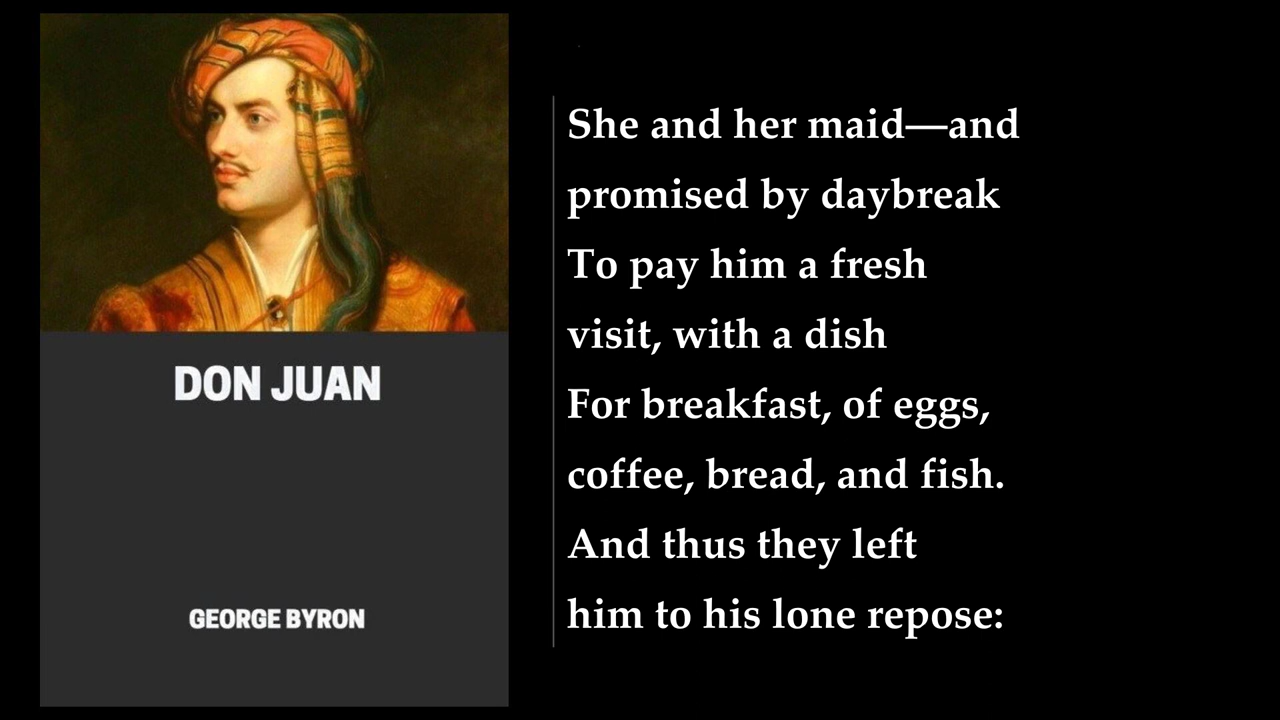 DON JUAN
GEORGE BYRON
She and her maid—and
promised by daybreak
To pay him a fresh
visit, with a dish
For breakfast, of eggs,
coffee, bread, and fish.
And thus they left
him to his lone repose: